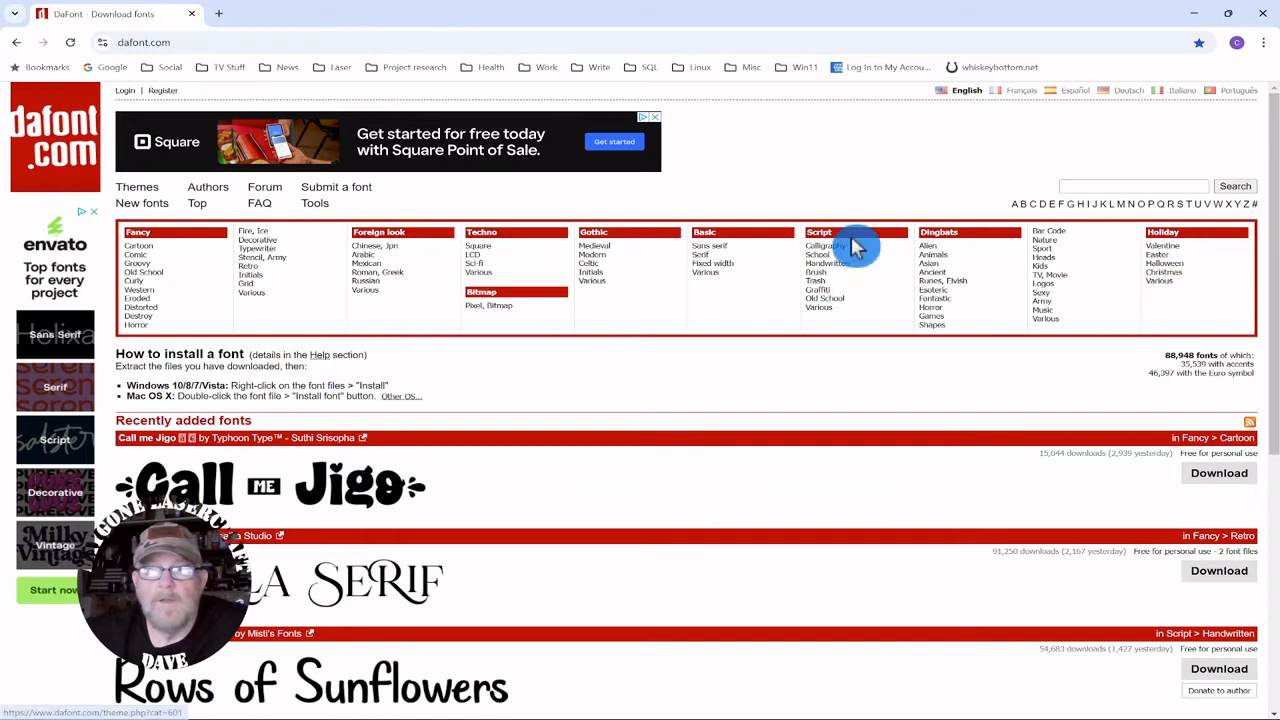 DaFont - Download fonts
dafont.com
Bookmarks Google Social TV Stuff News Laser Project research Health Work Write SQL Linux Misc Win11 Log In to My Accou... whiskeybottom.net
dafont
.com
Login | Register
English Français Español Deutsch Italiano Português
Square
Get started for free today
with Square Point of Sale.
Get started
Themes Authors Forum Submit a font
New fonts Top FAQ Tools
Search
A B C D E F G H I J K L M N O P Q R S T U V W X Y Z #
Fancy
Cartoon
Comic
Groovy
Old School
Curly
Western
Eroded
Distorted
Destroy
Horror
Fire, Ice
Decorative
Typewriter
Stencil, Army
Retro
Initials
Grid
Various
Foreign look
Chinese, Jpn
Arabic
Mexican
Roman, Greek
Russian
Various
Techno
Square
LCD
Sci-fi
Various
Bitmap
Pixel, Bitmap
Gothic
Medieval
Modern
Celtic
Initials
Various
Basic
Sans serif
Serif
Fixed width
Various
Script
Calligraphy
School
Handwritten
Brush
Trash
Graffiti
Old School
Various
Dingbats
Alien
Animals
Asian
Ancient
Runes, Elvish
Esoteric
Fantastic
Horror
Games
Shapes
Bar Code
Nature
Sport
Heads
Kids
TV, Movie
Logos
Sexy
Army
Music
Various
Holiday
Valentine
Easter
Halloween
Christmas
Various
envato
Top fonts
for every
project
Sans Serif
Serif
Script
Decorative
Vintage
Start now
How to install a font (details in the Help section)
Extract the files you have downloaded, then:
Windows 10/8/7/Vista: Right-click on the font files > "Install"
Mac OS X: Double-click the font file > "Install font" button. Other OS...
88,948 fonts of which:
35,539 with accents
46,397 with the Euro symbol
Recently added fonts
Call me Jigo by Typhoon Type™ - Suthi Srisopha in Fancy > Cartoon
15,044 downloads (2,939 yesterday) Free for personal use
Call ME Jigo
Download
Studio in Fancy > Retro
91,250 downloads (2,167 yesterday) Free for personal use - 2 font files
SERIF
Download
by Misti's Fonts in Script > Handwritten
54,683 downloads (1,427 yesterday) Free for personal use
Rows of Sunflowers
Download
Donate to author
DAVE
https://www.dafont.com/theme.php?cat=601